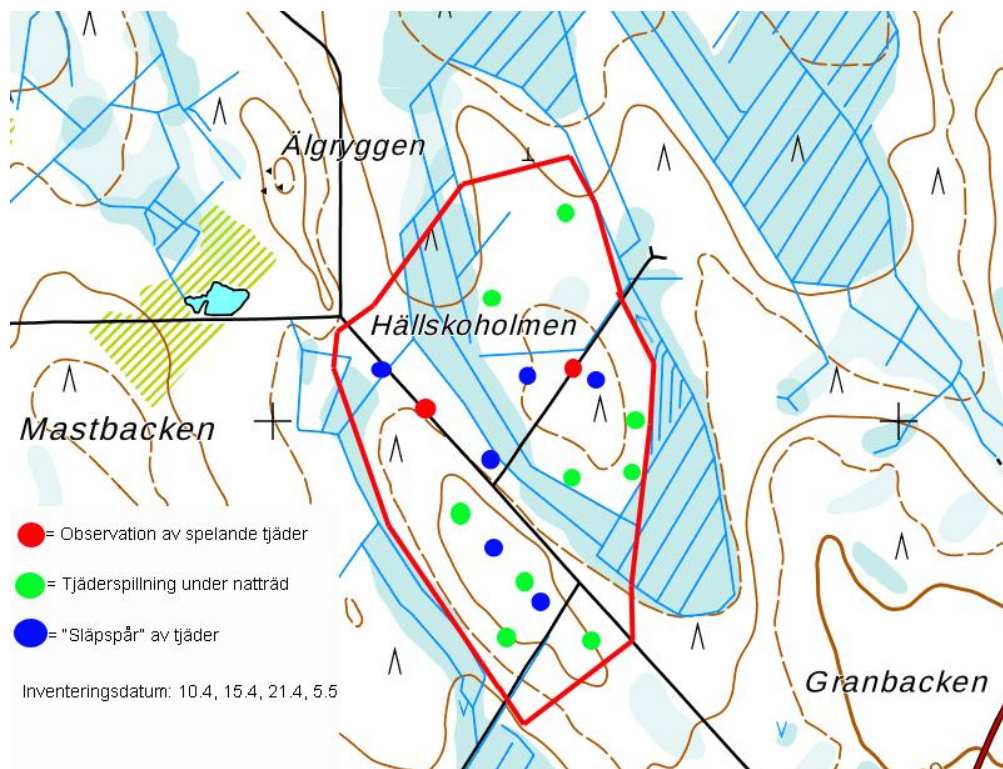 Älgryggen
Hällskoholmen
Mastbacken
= Observation av spelande tjäder
= Tjäderspillning under natträd
= "Släpspår" av tjäder
Inventeringsdatum: 10.4, 15.4, 21.4, 5.5
Granbacken